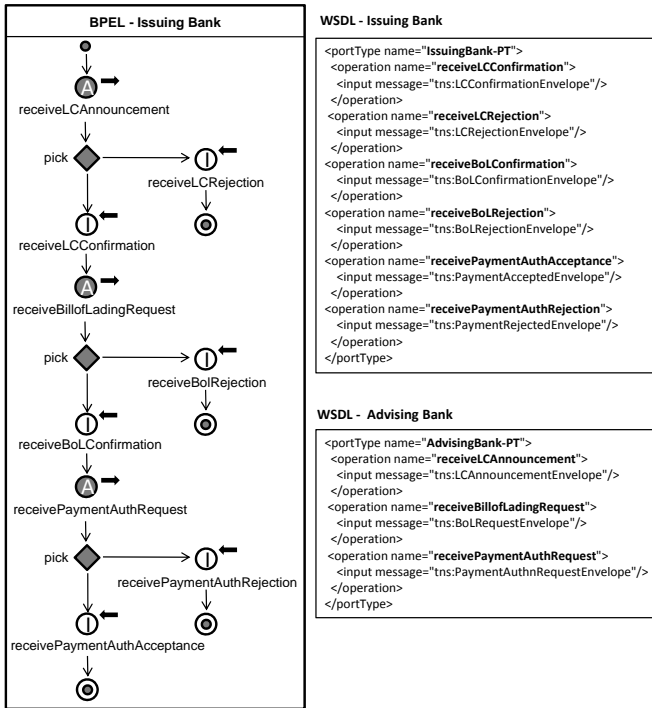 BPEL - Issuing Bank
A
receiveLCAnnouncement
pick
I
receiveLCRejection
I
receiveLCConfirmation
A
receiveBillofLadingRequest
pick
I
receiveBolRejection
I
receiveBoLConfirmation
A
receivePaymentAuthRequest
pick
I
receivePaymentAuthRejection
I
receivePaymentAuthAcceptance
WSDL - Issuing Bank
<portType name="IssuingBank-PT">
<operation name="receiveLCConfirmation">
<input message="tns:LCConfirmationEnvelope"/>
</operation>
<operation name="receiveLCRejection">
<input message="tns:LCRejectionEnvelope"/>
</operation>
<operation name="receiveBoLConfirmation">
<input message="tns:BoLConfirmationEnvelope"/>
</operation>
<operation name="receiveBolRejection">
<input message="tns:BoLRejectionEnvelope"/>
</operation>
<operation name="receivePaymentAuthAcceptance">
<input message="tns:PaymentAcceptedEnvelope"/>
</operation>
<operation name="receivePaymentAuthRejection">
<input message="tns:PaymentRejectedEnvelope"/>
</operation>
</portType>
WSDL - Advising Bank
<portType name="AdvisingBank-PT">
<operation name="receiveLCAnnouncement">
<input message="tns:LCAnnouncementEnvelope"/>
</operation>
<operation name="receiveBillofLadingRequest">
<input message="tns:BoLRequestEnvelope"/>
</operation>
<operation name="receivePaymentAuthRequest">
<input message="tns:PaymentAuthnRequestEnvelope"/>
</operation>
</portType>